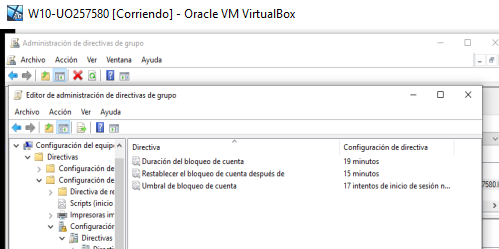 W10-UO257580 [Corriendo] - Oracle VM VirtualBox
Administración de directivas de grupo
Archivo Acción Ver Ventana Ayuda
Editor de administración de directivas de grupo
Archivo Acción Ver Ayuda
Configuración del equip
Directivas
Configuración de
Configuración de
Directiva de r
Scripts (inicio
Impresoras im
Configuración
Directivas
Directiva Configuración de directiva
Duración del bloqueo de cuenta 19 minutos
Restablecer el bloqueo de cuenta después de 15 minutos
Umbral de bloqueo de cuenta 17 intentos de inicio de sesión n...
7580.l